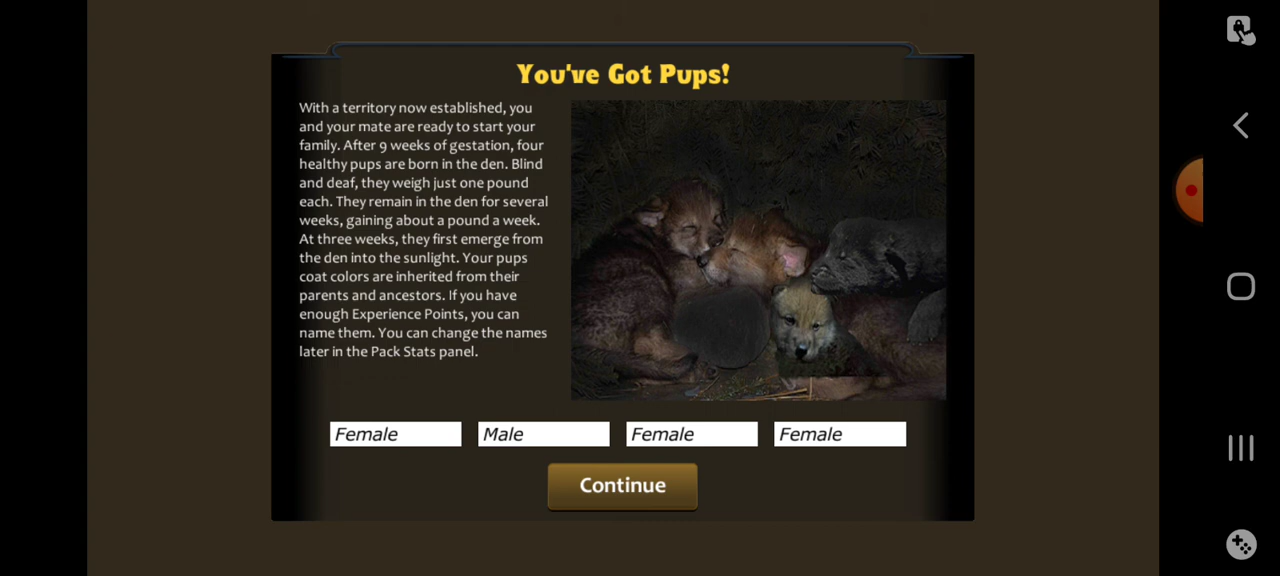 You've Got Pups!
With a territory now established, you
and your mate are ready to start your
family. After 9 weeks of gestation, four
healthy pups are born in the den. Blind
and deaf, they weigh just one pound
each. They remain in the den for several
weeks, gaining about a pound a week.
At three weeks, they first emerge from
the den into the sunlight. Your pups
coat colors are inherited from their
parents and ancestors. If you have
enough Experience Points, you can
name them. You can change the names
later in the Pack Stats panel.
Female Male Female Female
Continue